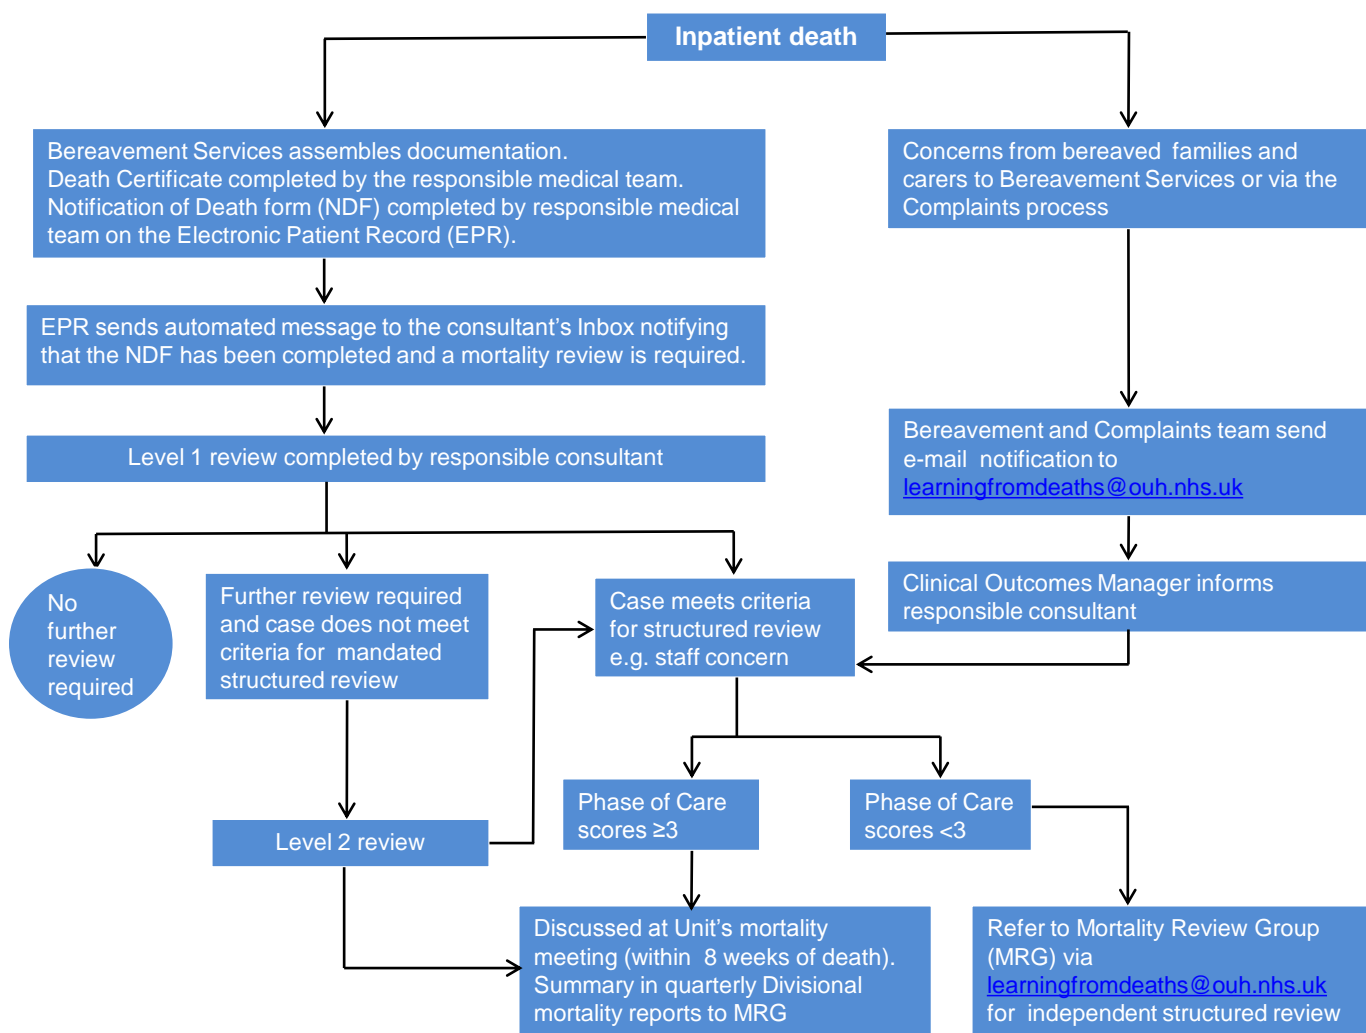 Inpatient death
Bereavement Services assembles documentation.
Death Certificate completed by the responsible medical team.
Notification of Death form (NDF) completed by responsible medical
team on the Electronic Patient Record (EPR).
Concerns from bereaved families and
carers to Bereavement Services or via the
Complaints process
EPR sends automated message to the consultant's Inbox notifying
that the NDF has been completed and a mortality review is required.
Bereavement and Complaints team send
e-mail notification to
learningfromdeaths@ouh.nhs.uk
Level 1 review completed by responsible consultant
Clinical Outcomes Manager informs
responsible consultant
No
further
review
required
Further review required
and case does not meet
criteria for mandated
structured review
Case meets criteria
for structured review
e.g. staff concern
Phase of Care
scores ≥3
Phase of Care
scores <3
Level 2 review
Discussed at Unit's mortality
meeting (within 8 weeks of death).
Summary in quarterly Divisional
mortality reports to MRG
Refer to Mortality Review Group
(MRG) via
learningfromdeaths@ouh.nhs.uk
for independent structured review